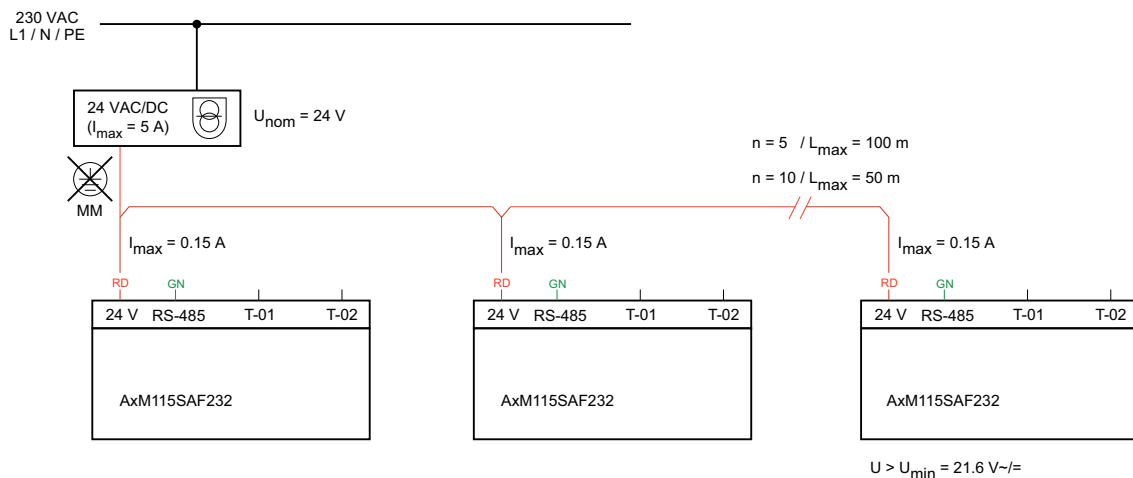 230 VAC
L1 / N / PE
24 VAC/DC
(Imax = 5 A)
Unom = 24 V
n = 5 / Lmax = 100 m
n = 10 / Lmax = 50 m
MM
Imax = 0.15 A
Imax = 0.15 A
Imax = 0.15 A
RD GN
RD GN
RD GN
24 V RS-485 T-01 T-02
24 V RS-485 T-01 T-02
24 V RS-485 T-01 T-02
AxM115SAF232
AxM115SAF232
AxM115SAF232
U > Umin = 21.6 V~/=